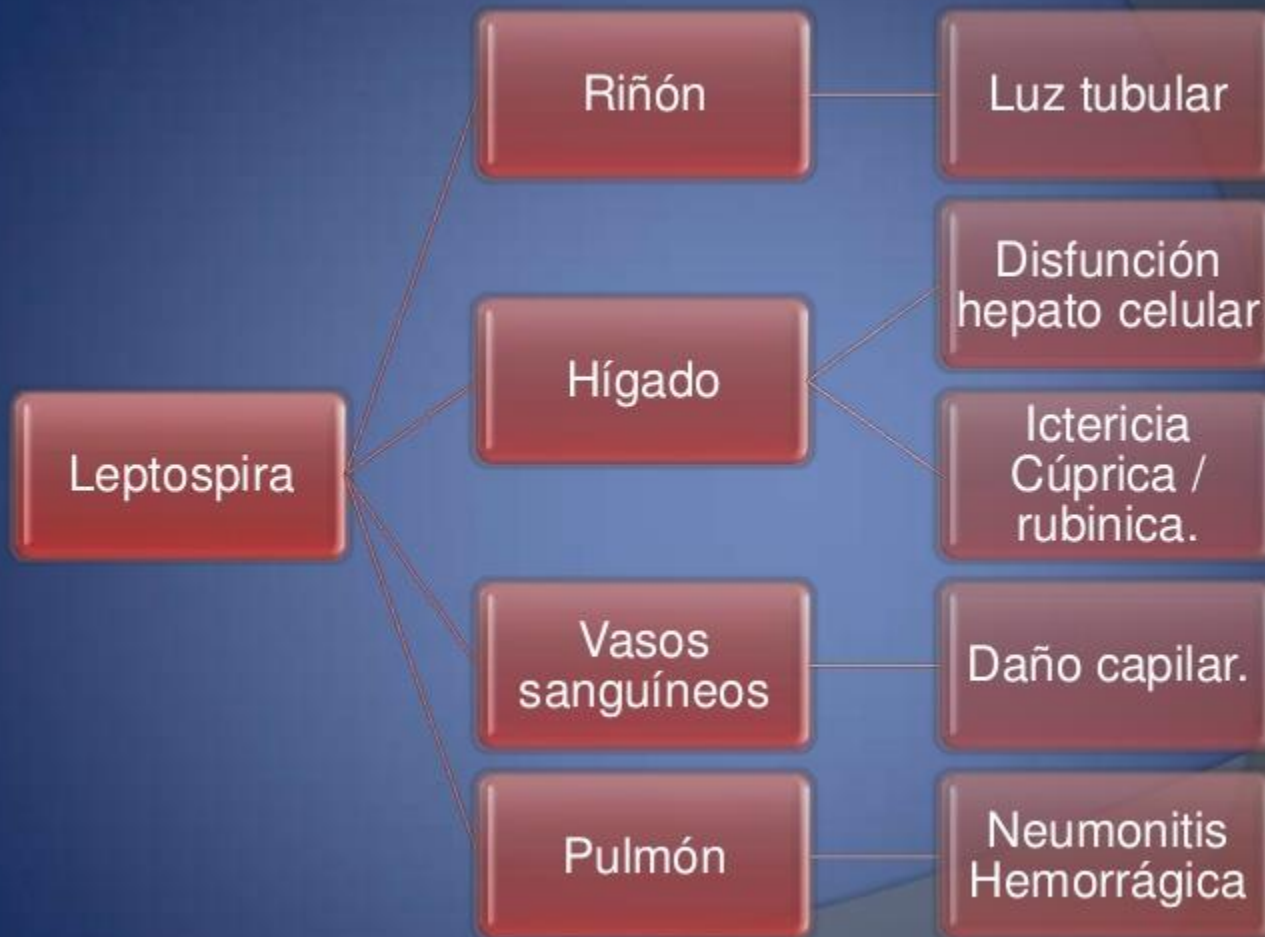 Leptospira
Riñón
Luz tubular
Hígado
Disfunción
hepato celular
Ictericia
Cúprica /
rubinica.
Vasos
sanguíneos
Daño capilar.
Pulmón
Neumonitis
Hemorrágica